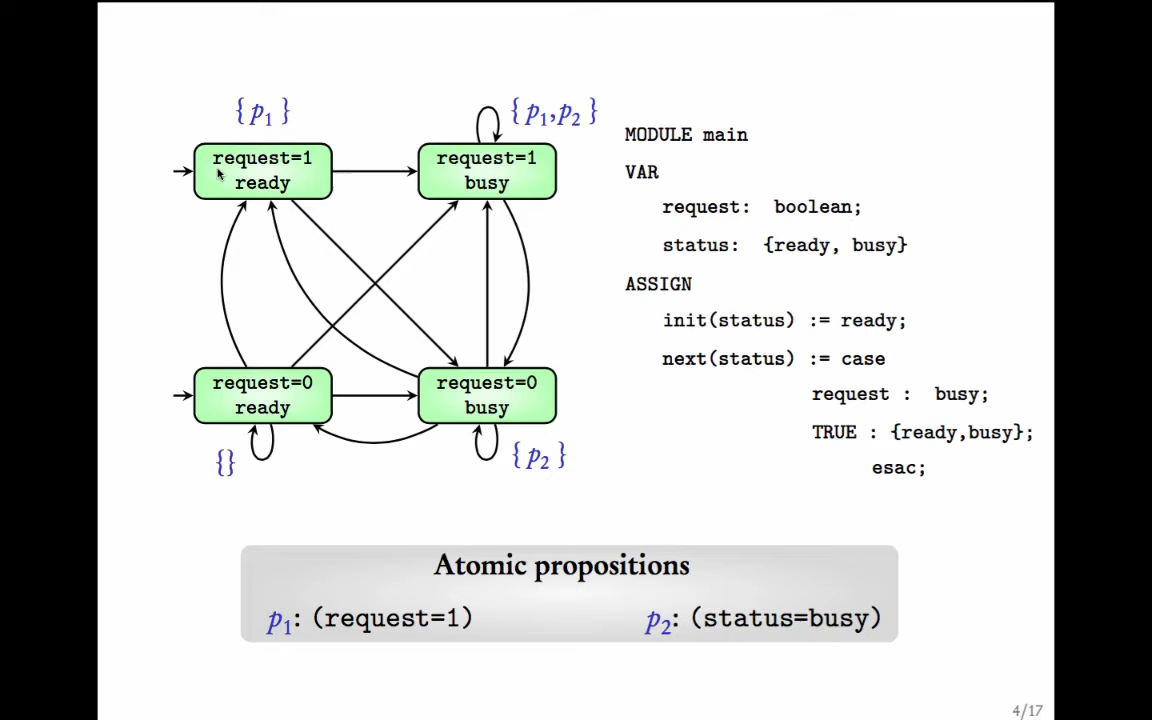 { p1 }
{ p1,p2 }
request=1
ready
request=1
busy
request=0
ready
request=0
busy
{}
{ p2 }
MODULE main
VAR
request: boolean;
status: {ready, busy}
ASSIGN
init(status) := ready;
next(status) := case
request : busy;
TRUE : {ready,busy};
esac;
Atomic propositions
p1: (request=1)
p2: (status=busy)
4/17